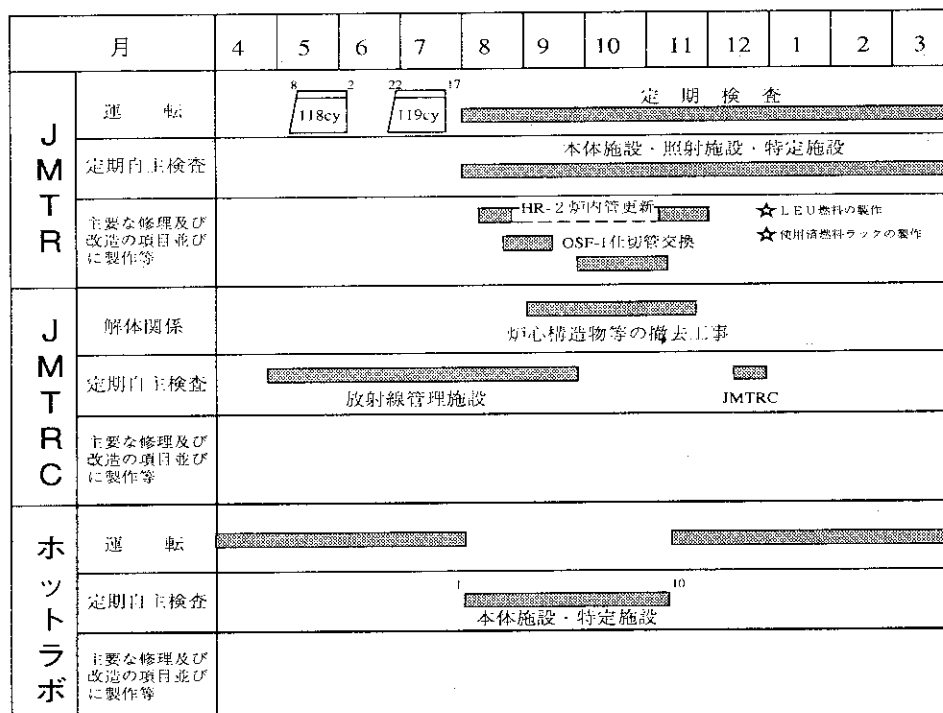 月 4 5 6 7 8 9 10 11 12 1 2 3
JMTR
運転
8 2 22 17
118cy 119cy
定期検査
定期自主検査
本体施設・照射施設・特定施設
主要な修理及び
改造の項目並び
に製作等
HR-2炉内管更新
OSF-1仕切管交換
☆LEU燃料の製作
☆使用済燃料ラックの製作
JMTRC
解体関係
炉心構造物等の撤去工事
定期自主検査
放射線管理施設
JMTRC
主要な修理及び
改造の項目並び
に製作等
ホットラボ
運転
定期自主検査
1 10
本体施設・特定施設
主要な修理及び
改造の項目並び
に製作等